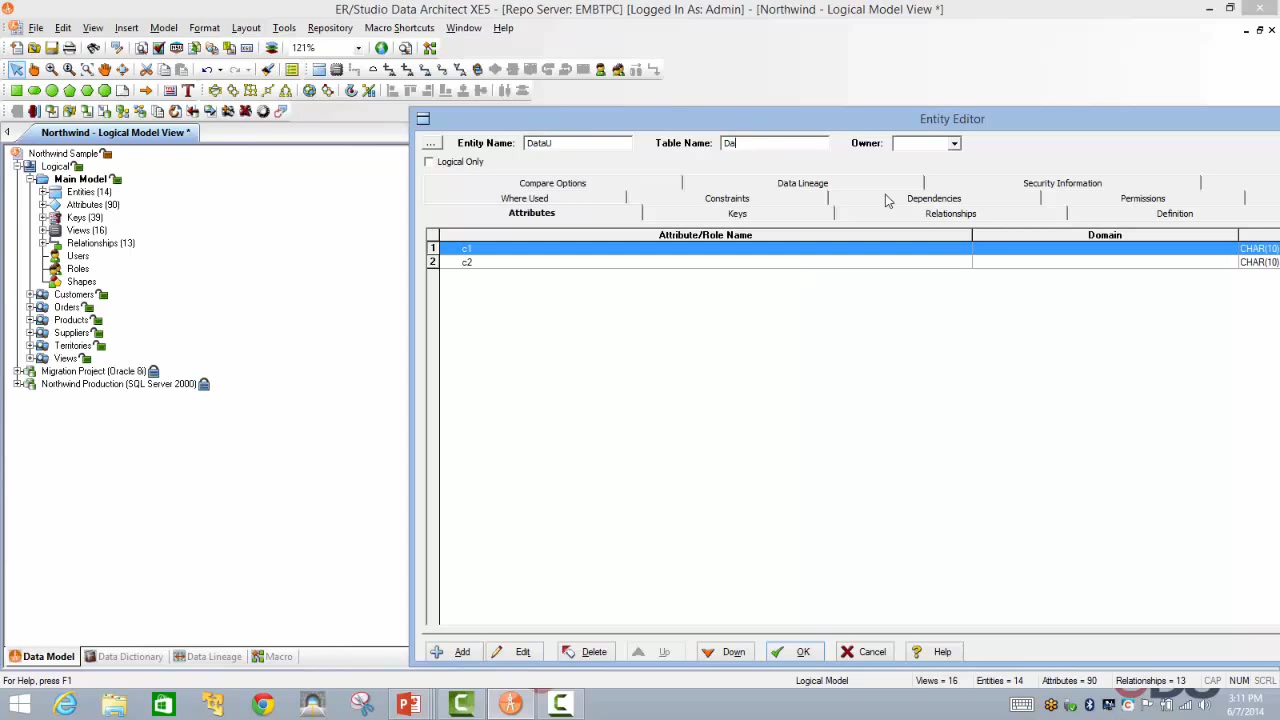 ER/Studio Data Architect XE5 - [Repo Server: EMBTPC] [Logged In As: Admin] - [Northwind - Logical Model View *]
File Edit View Insert Model Format Layout Tools Repository Macro Shortcuts Window Help
121%
Northwind - Logical Model View *
Entity Editor
... Entity Name: DataU Table Name: Da Owner:
Logical Only
Compare Options Data Lineage Security Information
Where Used Constraints Dependencies Permissions
Attributes Keys Relationships Definition
Attribute/Role Name Domain
1 c1 CHAR(10)
2 c2 CHAR(10)
Northwind Sample
Logical
Main Model
Entities (14)
Attributes (90)
Keys (39)
Views (16)
Relationships (13)
Users
Roles
Shapes
Customers
Orders
Products
Suppliers
Territories
Views
Migration Project (Oracle 8i)
Northwind Production (SQL Server 2000)
Add Edit Delete Up Down OK Cancel Help
Data Model Data Dictionary Data Lineage Macro
For Help, press F1 Logical Model Views = 16 Entities = 14 Attributes = 90 Relationships = 13 CAP NUM SCRL
3:11 PM
6/7/2014